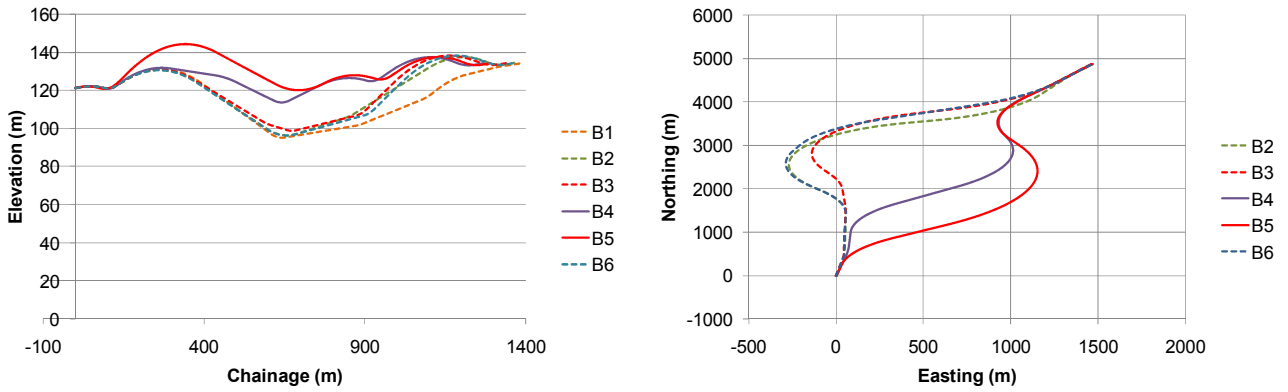 160
140
120
100
80
60
40
20
0
-100
400
900
1400
Elevation (m)
Chainage (m)
B1
B2
B3
B4
B5
B6
6000
5000
4000
3000
2000
1000
0
-1000
-500
0
500
1000
1500
2000
Northing (m)
Easting (m)
B2
B3
B4
B5
B6